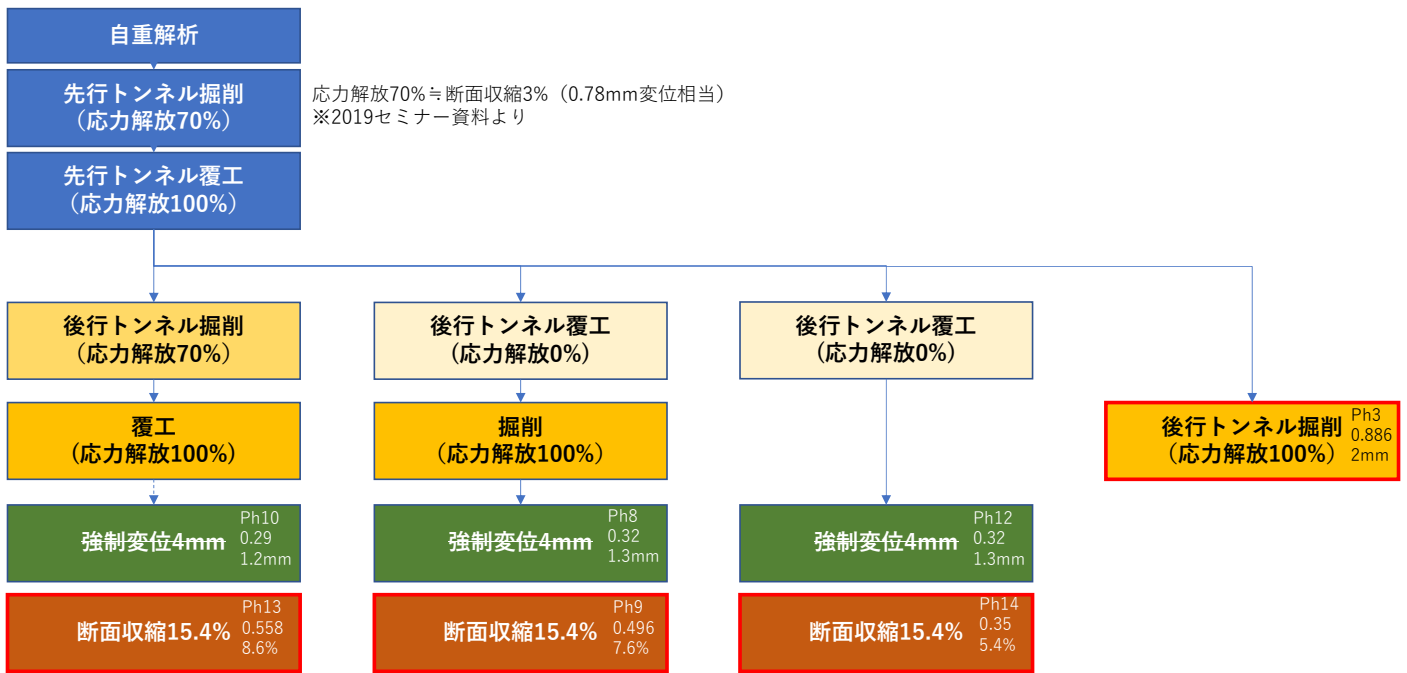 自重解析
先行トンネル掘削
（応力解放70%）
応力解放70%≒断面収縮3%（0.78mm変位相当）
※2019セミナー資料より
先行トンネル覆工
（応力解放100%）
後行トンネル掘削
（応力解放70%）
後行トンネル覆工
(応力解放0%)
後行トンネル覆工
(応力解放0%)
覆工
(応力解放100%)
掘削
（応力解放100%）
後行トンネル掘削
（応力解放100%）
Ph3
0.886
2mm
強制変位4mm
Ph10
0.29
1.2mm
強制変位4mm
Ph8
0.32
1.3mm
強制変位4mm
Ph12
0.32
1.3mm
断面収縮15.4%
Ph13
0.558
8.6%
断面収縮15.4%
Ph9
0.496
7.6%
断面収縮15.4%
Ph14
0.35
5.4%